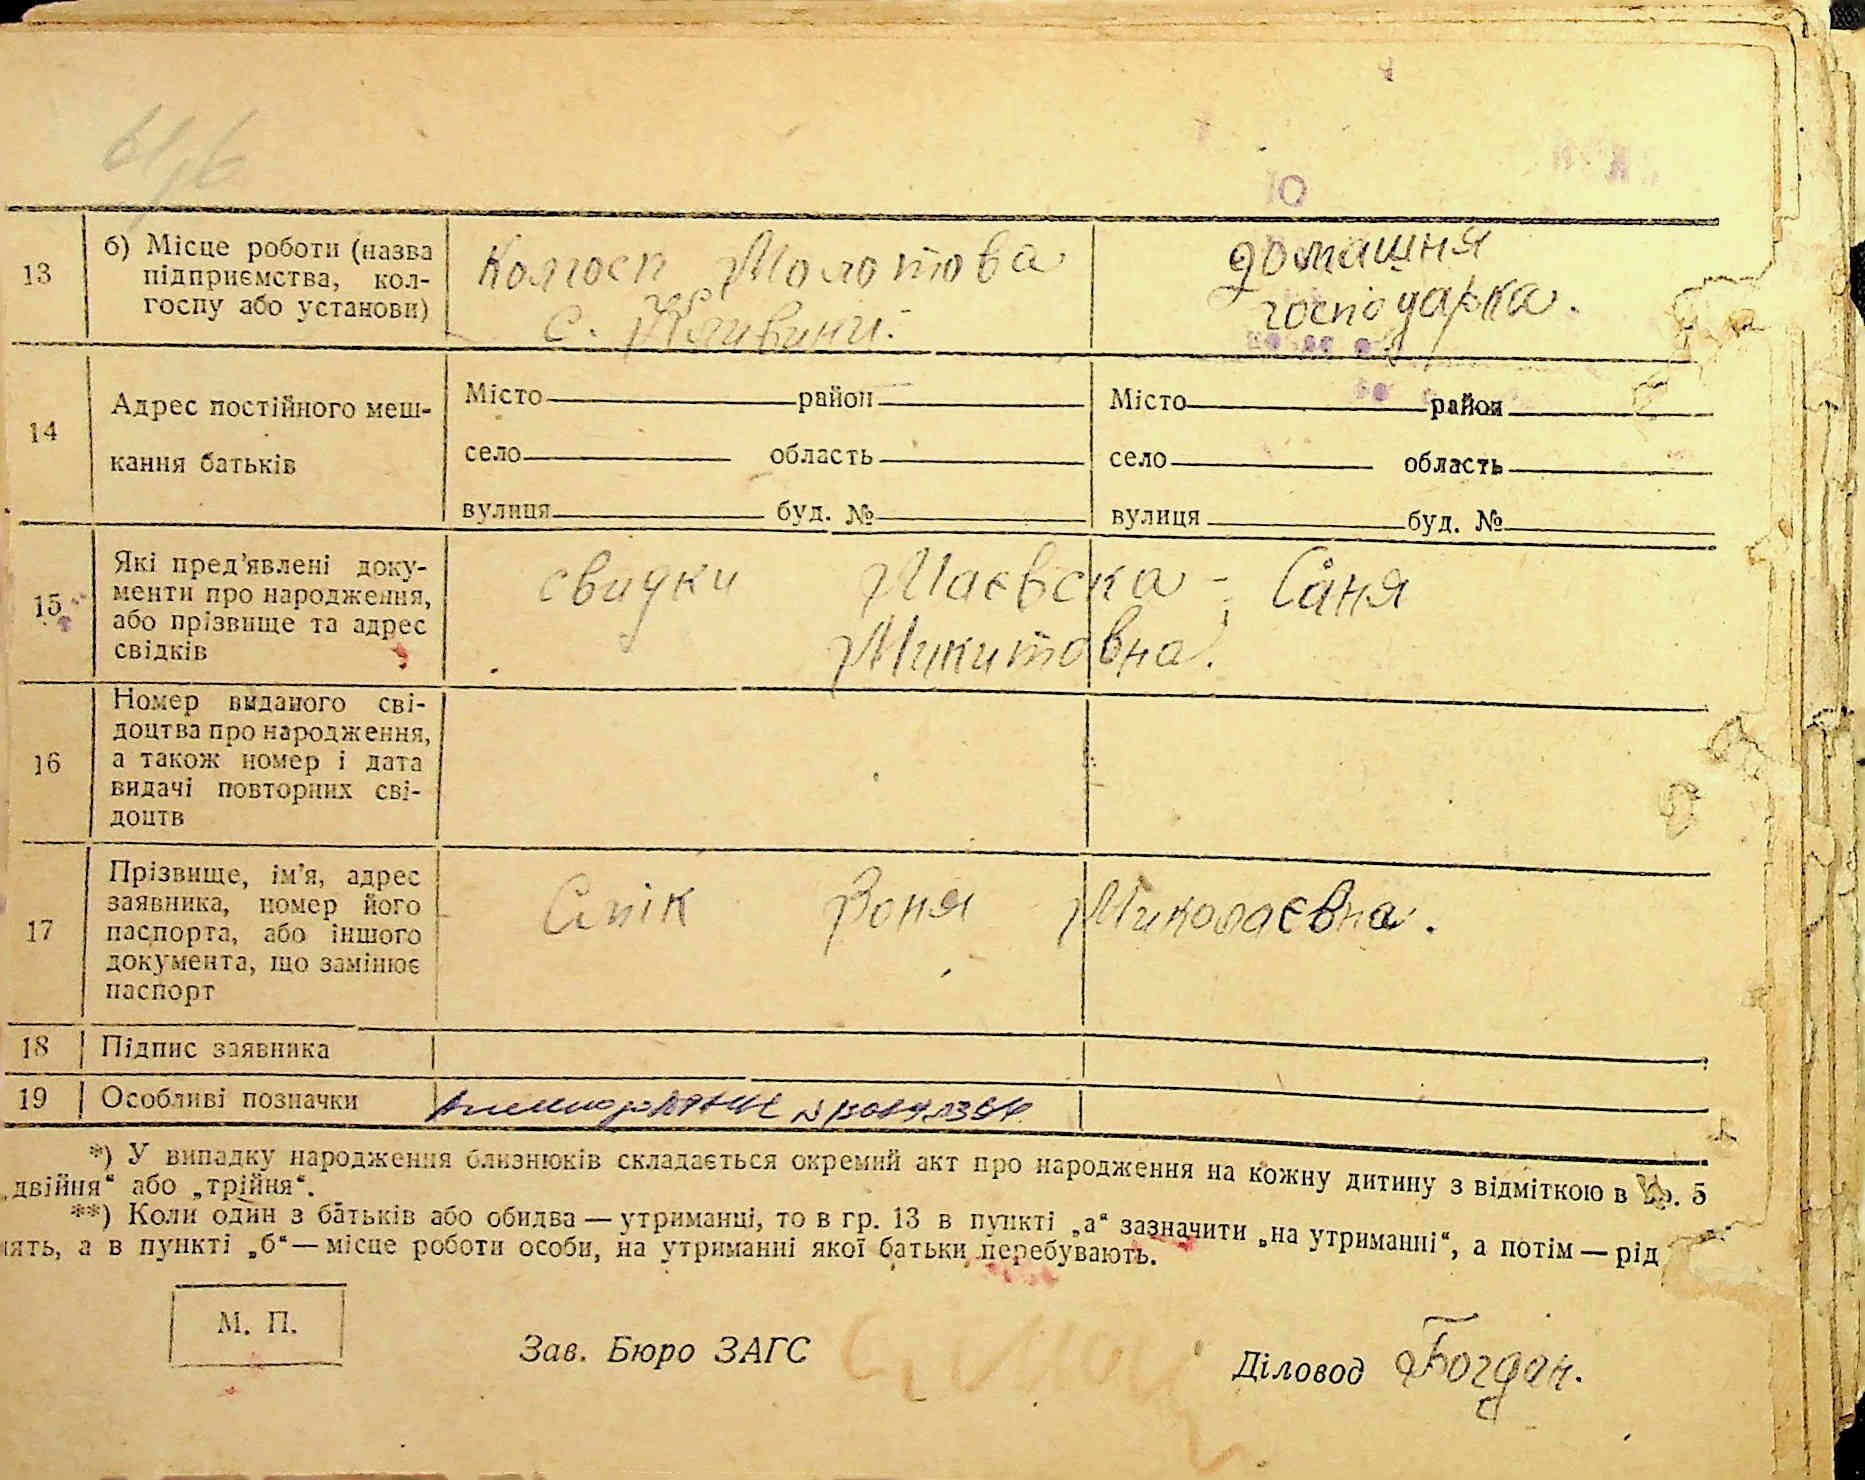 13
б) Місце роботи (назва
підприємства, кол-
госпу або установи)
Колгосп Молотова
с.
домашня
господарка.
14
Адрес постійного меш-
кання батьків
Місто район
село область
вулиця буд. №
Місто район
село область
вулиця буд. №
15
Які пред'явлені доку-
менти про народження,
або прізвище та адрес
свідків
свидки Маєвска - Саня
Микитовна.
16
Номер виданого сві-
доцтва про народження,
а також номер і дата
видачі повторних сві-
доцтв
17
Прізвище, ім'я, адрес
заявника, номер його
паспорта, або іншого
документа, що замінює
паспорт
Спік Зоня Миколаєвна.
18
Підпис заявника
19
Особливі позначки
*) У випадку народження близнюків складається окремий акт про народження на кожну дитину з відміткою в гр. 5
„двійня“ або „трійня“.
**) Коли один з батьків або обидва — утриманці, то в гр. 13 в пункті „а“ зазначити „на утриманні“, а потім — рід
нять, а в пункті „б“ — місце роботи особи, на утриманні якої батьки перебувають.
М. П.
Зав. Бюро ЗАГС
Діловод Богдан.